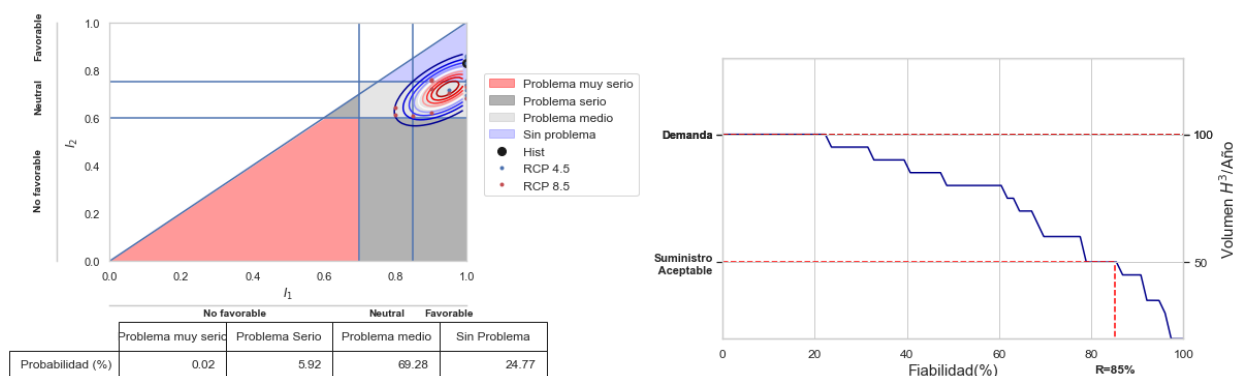 Favorable
Neutral
No favorable
I₂
1.0
0.8
0.6
0.4
0.2
0.0
0.0 0.2 0.4 0.6 0.8 1.0
I₁
Problema muy serio
Problema serio
Problema medio
Sin problema
Hist
RCP 4.5
RCP 8.5
No favorable Neutral Favorable
Problema muy serio Problema Serio Problema medio Sin Problema
Probabilidad (%) 0.02 5.92 69.28 24.77
Demanda
Suministro
Aceptable
100
50
Volumen H³/Año
0 20 40 60 80 100
Fiabilidad(%)
R=85%